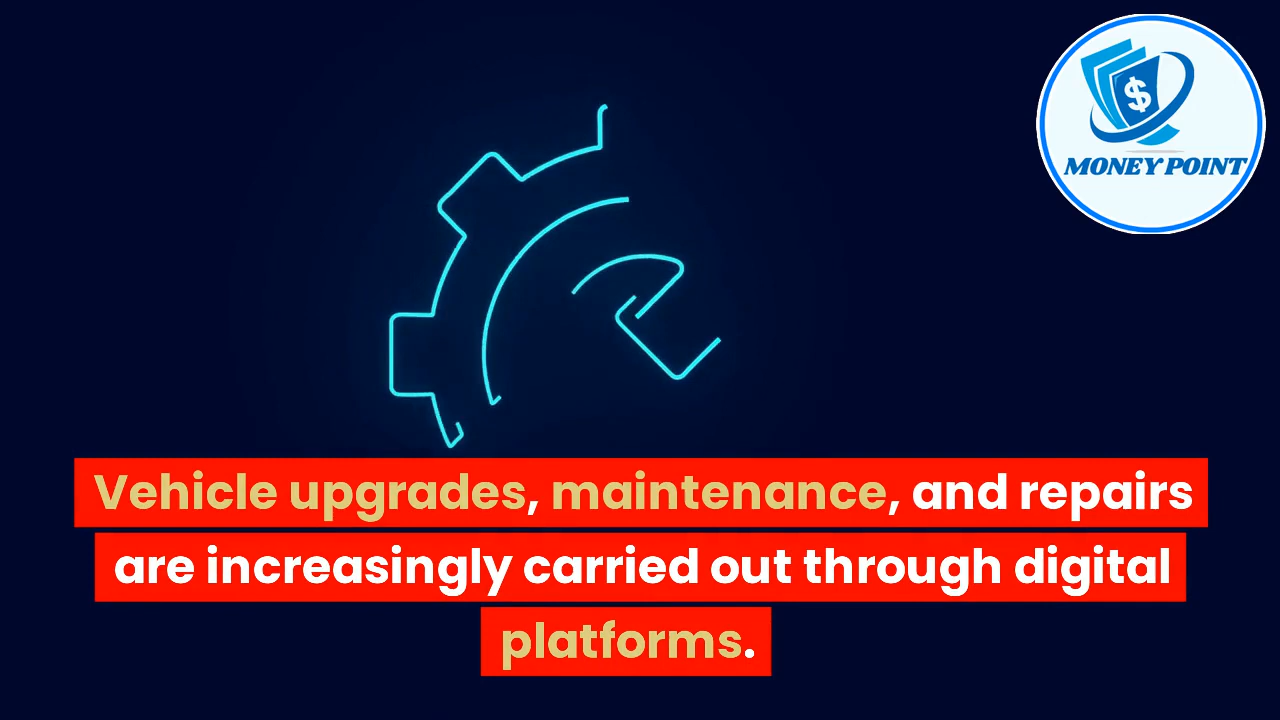 $
MONEY POINT
Vehicle upgrades, maintenance, and repairs
are increasingly carried out through digital
platforms.